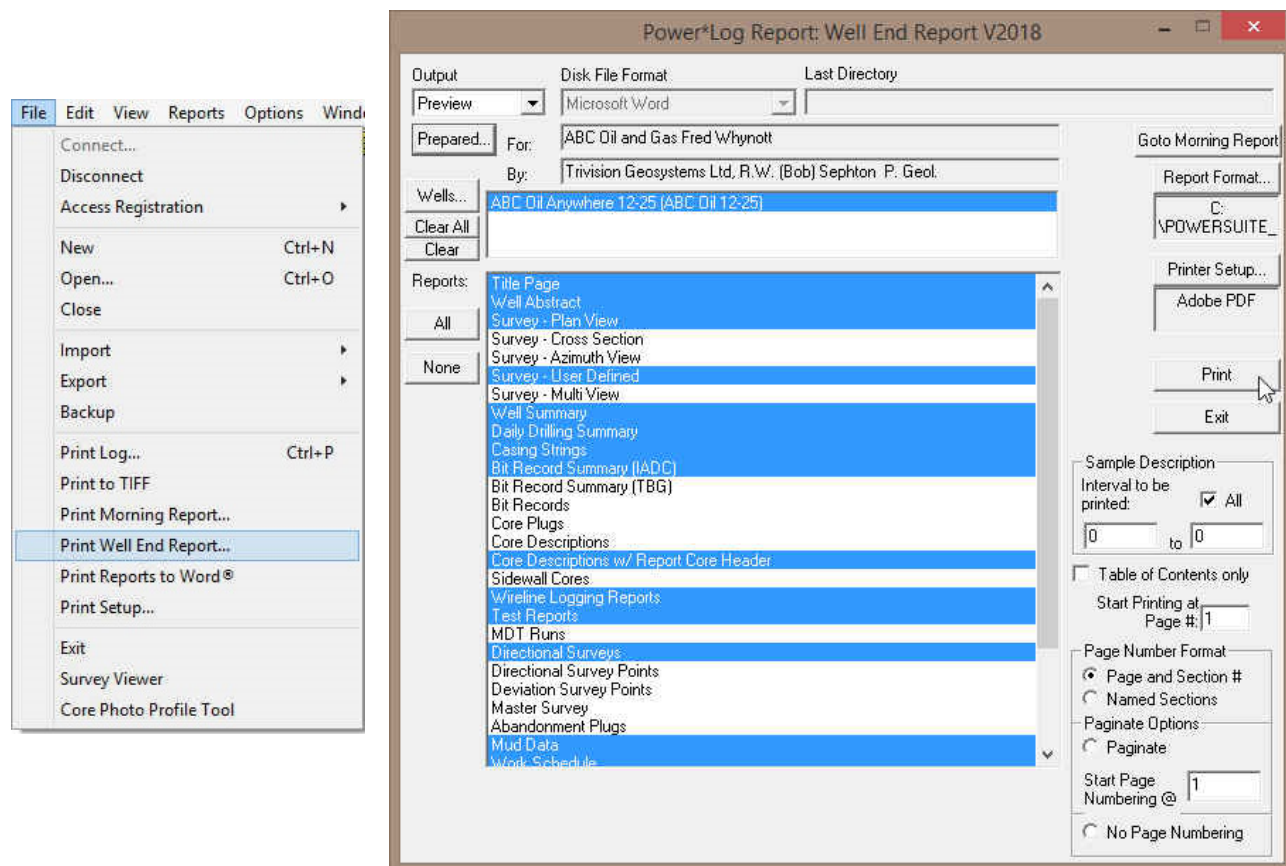 File Edit View Reports Options Wind
Connect...
Disconnect
Access Registration
New Ctrl+N
Open... Ctrl+O
Close
Import
Export
Backup
Print Log... Ctrl+P
Print to TIFF
Print Morning Report...
Print Well End Report...
Print Reports to Word®
Print Setup...
Exit
Survey Viewer
Core Photo Profile Tool
Power*Log Report: Well End Report V2018
Output Disk File Format Last Directory
Preview Microsoft Word
Prepared... For: ABC Oil and Gas Fred Whynott
By: Trivision Geosystems Ltd, R.W. (Bob) Sephton P. Geol.
Wells...
Clear All
Clear
ABC Oil Anywhere 12-25 (ABC Oil 12-25)
Reports:
All
None
Title Page
Well Abstract
Survey - Plan View
Survey - Cross Section
Survey - Azimuth View
Survey - User Defined
Survey - Multi View
Well Summary
Daily Drilling Summary
Casing Strings
Bit Record Summary (IADC)
Bit Record Summary (TBG)
Bit Records
Core Plugs
Core Descriptions
Core Descriptions w/ Report Core Header
Sidewall Cores
Wireline Logging Reports
Test Reports
MDT Runs
Directional Surveys
Directional Survey Points
Deviation Survey Points
Master Survey
Abandonment Plugs
Mud Data
Work Schedule
Goto Morning Report
Report Format...
C:
\POWERSUITE_
Printer Setup...
Adobe PDF
Print
Exit
Sample Description
Interval to be
printed: All
0 to 0
Table of Contents only
Start Printing at
Page #: 1
Page Number Format
Page and Section #
Named Sections
Paginate Options
Paginate
Start Page
Numbering @ 1
No Page Numbering